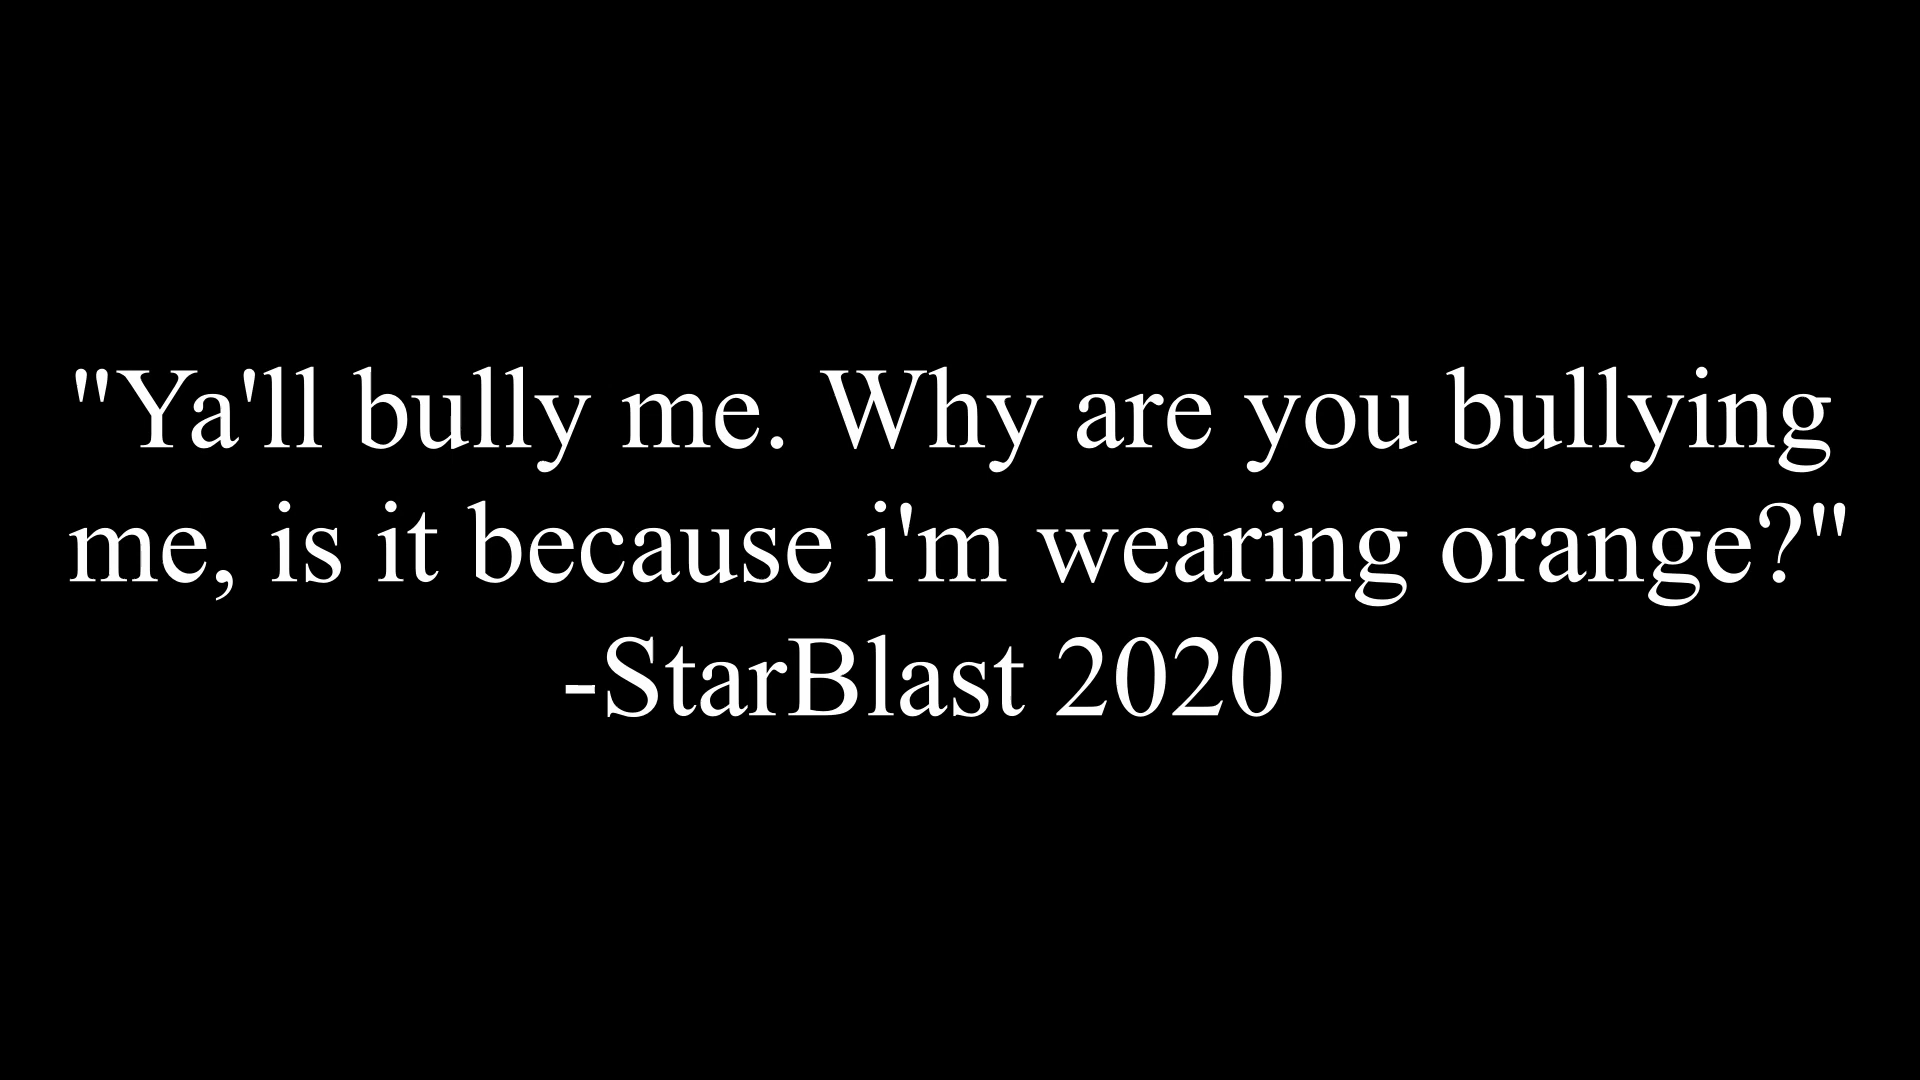 "Ya'll bully me. Why are you bullying
me, is it because i'm wearing orange?"
-StarBlast 2020